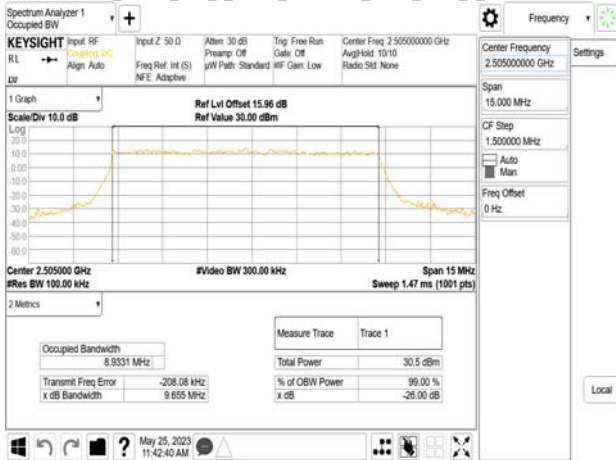 Spectrum Analyzer 1
Occupied BW
Frequency
KEYSIGHT Input: RF
RL
Coupling: DC
Align: Auto
LXI
Input Z: 50 Ω
Freq Ref: Int (S)
NFE: Adaptive
Atten: 30 dB
Preamp: Off
µW Path: Standard
Trig: Free Run
Gate: Off
#IF Gain: Low
Center Freq: 2.505000000 GHz
Avg|Hold: 10/10
Radio Std: None
Center Frequency
2.505000000 GHz
Settings
Span
15.000 MHz
CF Step
1.500000 MHz
Auto
Man
Freq Offset
0 Hz
Local
1 Graph
Scale/Div 10.0 dB
Ref Lvl Offset 15.96 dB
Ref Value 30.00 dBm
Log
20.0
10.0
0.00
-10.0
-20.0
-30.0
-40.0
-50.0
-60.0
Center 2.505000 GHz
#Res BW 100.00 kHz
#Video BW 300.00 kHz
Span 15 MHz
Sweep 1.47 ms (1001 pts)
2 Metrics
Measure Trace Trace 1
Occupied Bandwidth
8.9331 MHz
Total Power 30.5 dBm
Transmit Freq Error -208.08 kHz
% of OBW Power 99.00 %
x dB Bandwidth 9.655 MHz
x dB -26.00 dB
May 25, 2023
11:42:40 AM